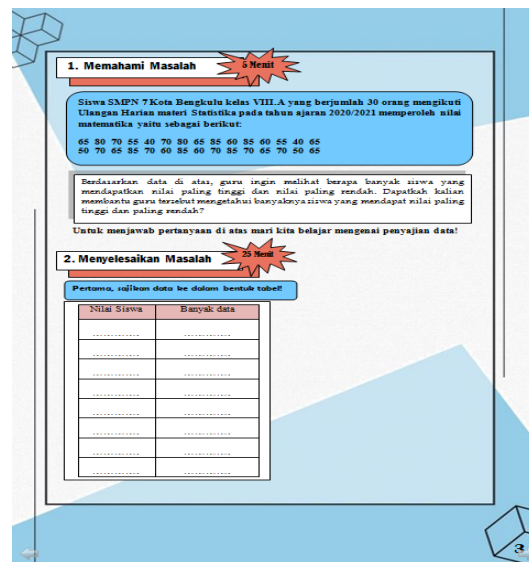 1. Memahami Masalah
5 Menit
Siswa SMPN 7 Kota Bengkulu kelas VIII.A yang berjumlah 30 orang mengikuti
Ulangan Harian materi Statistika pada tahun ajaran 2020/2021 memperoleh nilai
matematika yaitu sebagai berikut:
65 80 70 55 40 70 80 65 85 60 85 60 55 40 65
50 70 65 85 70 60 85 60 70 85 70 65 70 50 65
Berdasarkan data di atas, guru ingin melihat berapa banyak siswa yang
mendapatkan nilai paling tinggi dan nilai paling rendah. Dapatkah kalian
membantu guru tersebut mengetahui banyaknya siswa yang mendapat nilai paling
tinggi dan paling rendah?
Untuk menjawab pertanyaan di atas mari kita belajar mengenai penyajian data!
2. Menyelesaikan Masalah
25 Menit
Pertama, sajikan data ke dalam bentuk tabel!
Nilai Siswa Banyak data
.............. ..............
.............. ..............
.............. ..............
.............. ..............
.............. ..............
.............. ..............
.............. ..............
.............. ..............
3